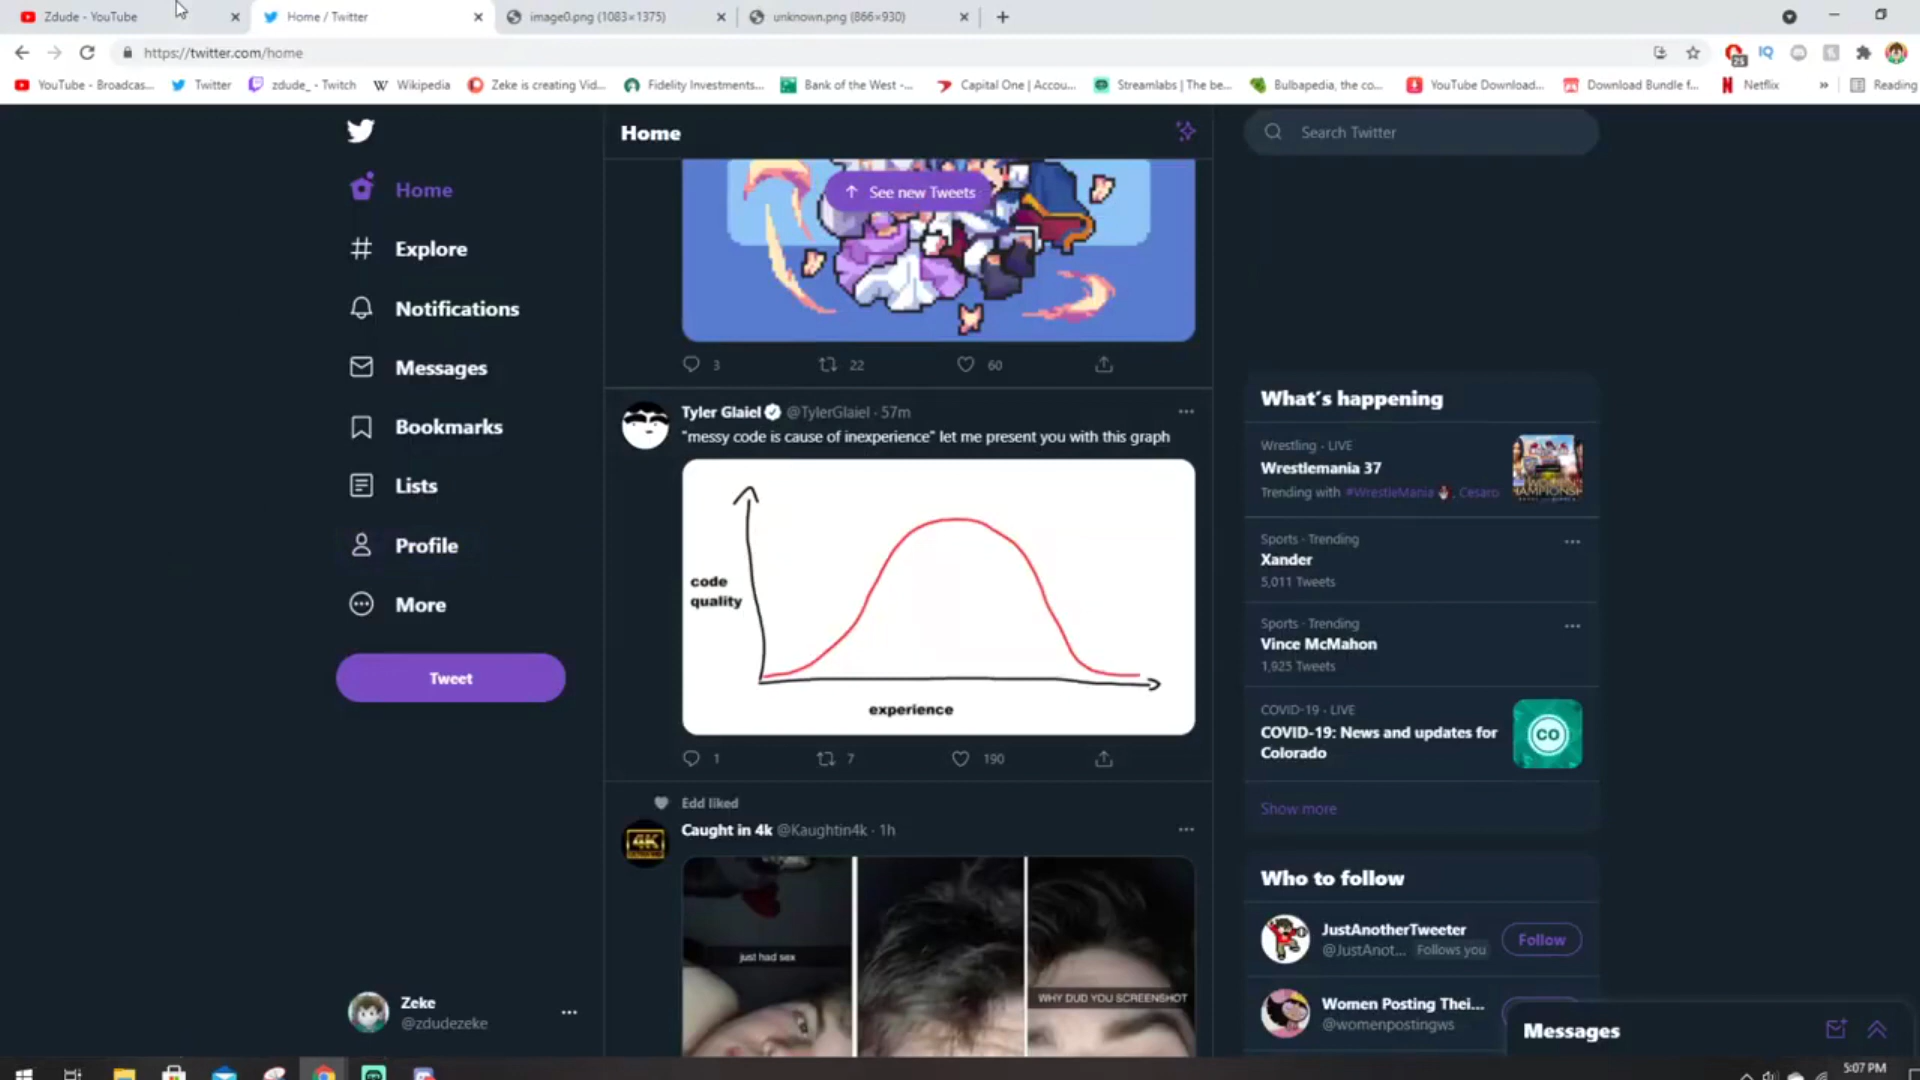 Zdude - YouTube
Home / Twitter
image0.png (1083×1375)
unknown.png (866×930)
https://twitter.com/home
25
YouTube - Broadcas...
Twitter
zdude_ - Twitch
Wikipedia
Zeke is creating Vid...
Fidelity Investments...
Bank of the West -...
Capital One | Accou...
Streamlabs | The be...
Bulbapedia, the co...
YouTube Download...
Download Bundle f...
Netflix
Reading
Home
Explore
Notifications
Messages
Bookmarks
Lists
Profile
More
Tweet
Zeke
@zdudezeke
Home
See new Tweets
3 22 60
Tyler Glaiel @TylerGlaiel · 57m
"messy code is cause of inexperience" let me present you with this graph
code
quality
experience
1 7 190
Edd liked
Caught in 4k @Kaughtin4k · 1h
4K
just had sex
WHY DUD YOU SCREENSHOT
Search Twitter
What's happening
Wrestling · LIVE
Wrestlemania 37
Trending with #WrestleMania, Cesaro
Sports · Trending
Xander
5,011 Tweets
Sports · Trending
Vince McMahon
1,925 Tweets
COVID-19 · LIVE
COVID-19: News and updates for
Colorado
CO
Show more
Who to follow
JustAnotherTweeter
@JustAnot... Follows you
Follow
Women Posting Thei...
@womenpostingws
Messages
5:07 PM